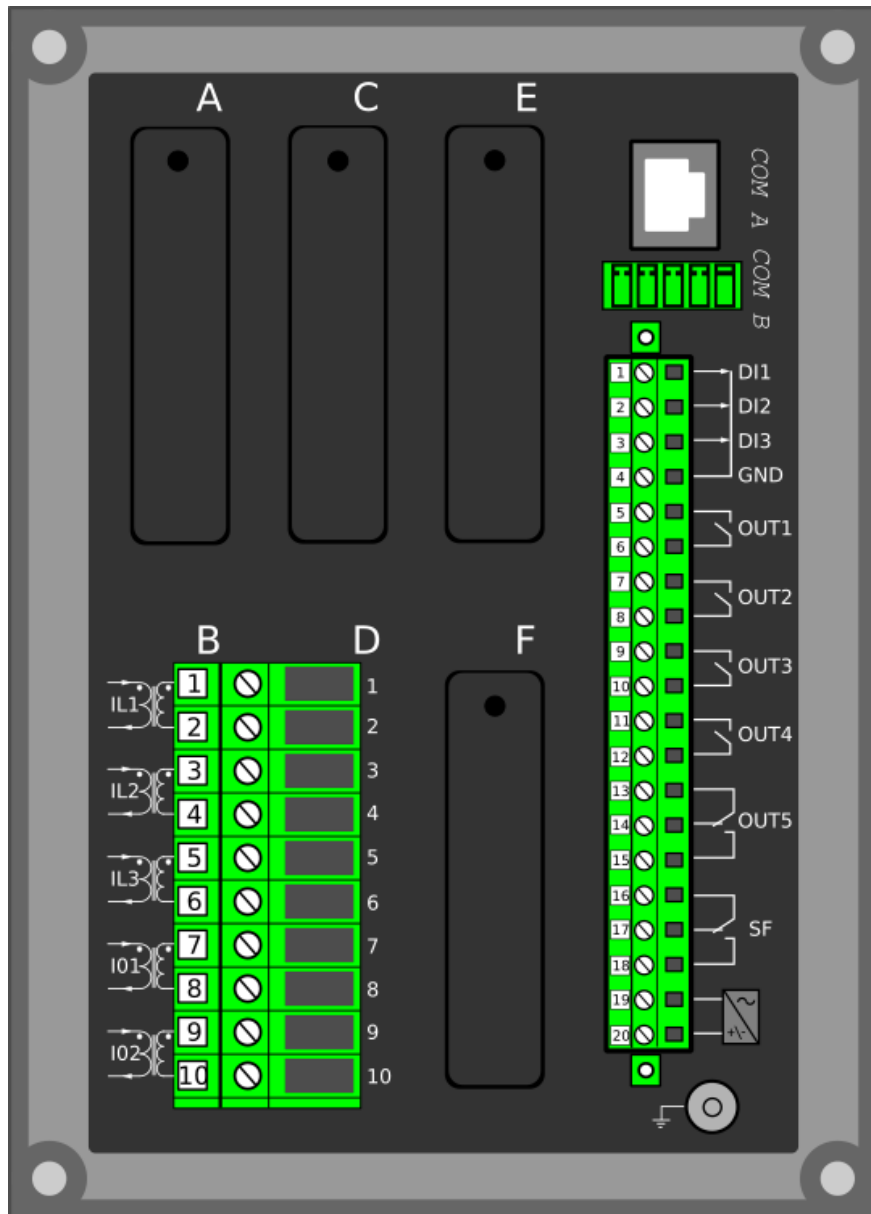 A C E
COM A
COM B
1 DI1
2 DI2
3 DI3
4 GND
5
OUT1
6
7
OUT2
8
9
OUT3
10
11
OUT4
12
13
14 OUT5
15
16
17 SF
18
19 ~
20 +\-
B D F
1 1
IL1
2 2
3 3
IL2
4 4
5 5
IL3
6 6
7 7
I01
8 8
9 9
I02
10 10